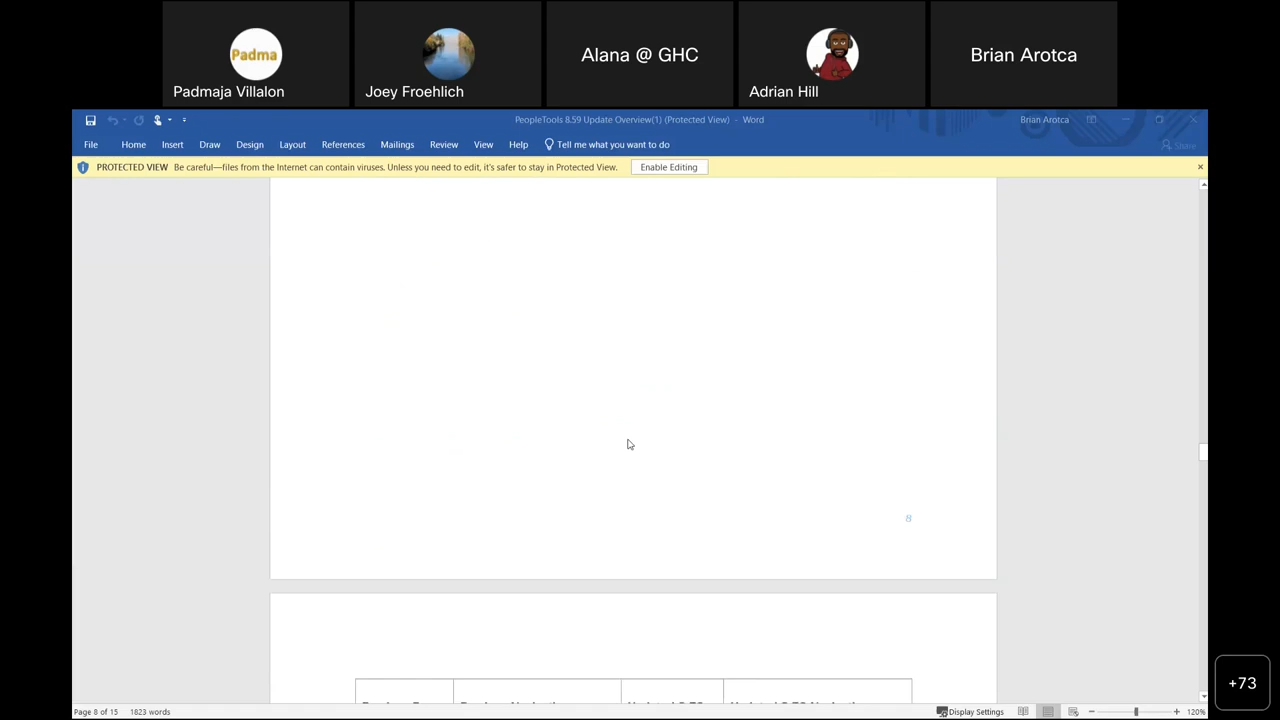 Padma
Padmaja Villalon
Joey Froehlich
Alana @ GHC
Adrian Hill
Brian Arotca
PeopleTools 8.59 Update Overview(1) (Protected View) - Word
Brian Arotca
File Home Insert Draw Design Layout References Mailings Review View Help Tell me what you want to do
Share
PROTECTED VIEW Be careful—files from the Internet can contain viruses. Unless you need to edit, it's safer to stay in Protected View. Enable Editing
8
Page 8 of 15 1823 words
Display Settings
120%
+73